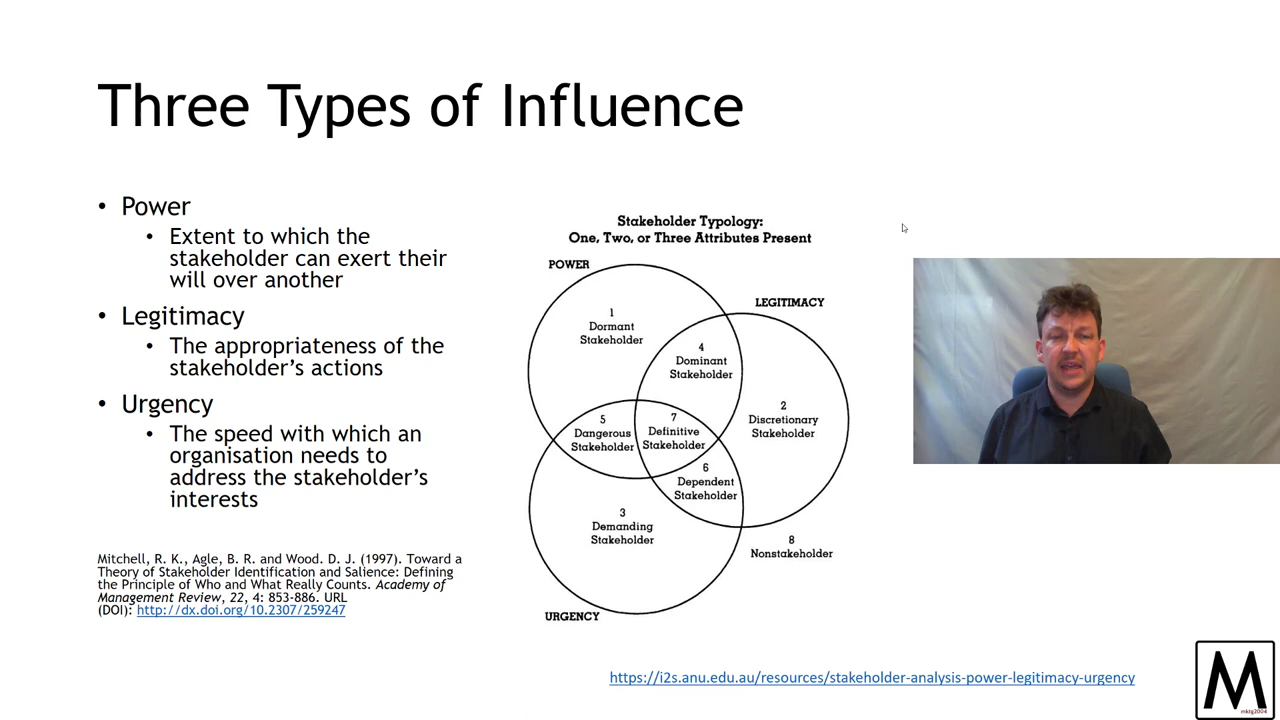 Three Types of Influence
• Power
• Extent to which the
stakeholder can exert their
will over another
• Legitimacy
• The appropriateness of the
stakeholder's actions
• Urgency
• The speed with which an
organisation needs to
address the stakeholder's
interests
Mitchell, R. K., Agle, B. R. and Wood. D. J. (1997). Toward a
Theory of Stakeholder Identification and Salience: Defining
the Principle of Who and What Really Counts. Academy of
Management Review, 22, 4: 853-886. URL
(DOI): http://dx.doi.org/10.2307/259247
Stakeholder Typology:
One, Two, or Three Attributes Present
POWER
LEGITIMACY
1
Dormant
Stakeholder
4
Dominant
Stakeholder
2
Discretionary
Stakeholder
5
Dangerous
Stakeholder
7
Definitive
Stakeholder
6
Dependent
Stakeholder
3
Demanding
Stakeholder
8
Nonstakeholder
URGENCY
https://i2s.anu.edu.au/resources/stakeholder-analysis-power-legitimacy-urgency
M
mktg2004